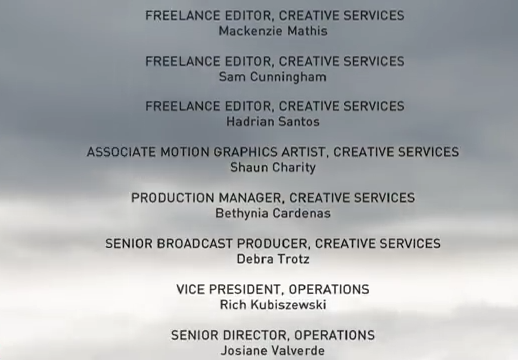 FREELANCE EDITOR, CREATIVE SERVICES
Mackenzie Mathis
FREELANCE EDITOR, CREATIVE SERVICES
Sam Cunningham
FREELANCE EDITOR, CREATIVE SERVICES
Hadrian Santos
ASSOCIATE MOTION GRAPHICS ARTIST, CREATIVE SERVICES
Shaun Charity
PRODUCTION MANAGER, CREATIVE SERVICES
Bethynia Cardenas
SENIOR BROADCAST PRODUCER, CREATIVE SERVICES
Debra Trotz
VICE PRESIDENT, OPERATIONS
Rich Kubiszewski
SENIOR DIRECTOR, OPERATIONS
Josiane Valverde